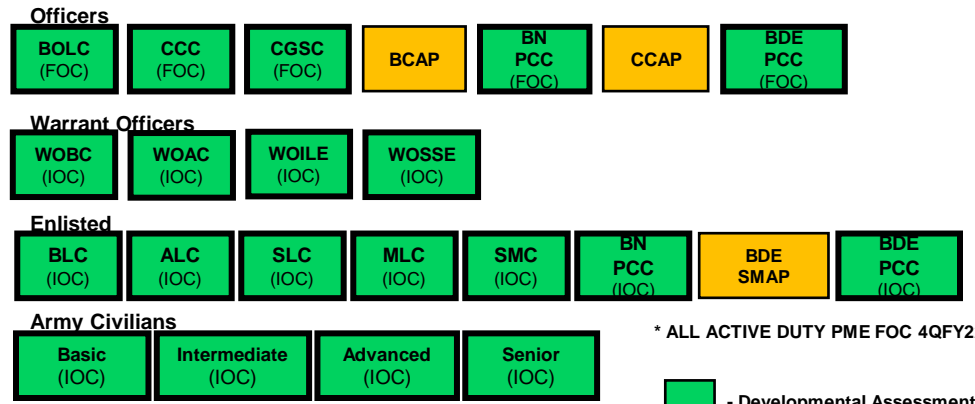 Officers
BOLC
(FOC)
CCC
(FOC)
CGSC
(FOC)
BCAP
BN
PCC
(FOC)
CCAP
BDE
PCC
(FOC)
Warrant Officers
WOBC
(IOC)
WOAC
(IOC)
WOILE
(IOC)
WOSSE
(IOC)
Enlisted
BLC
(IOC)
ALC
(IOC)
SLC
(IOC)
MLC
(IOC)
SMC
(IOC)
BN
PCC
(IOC)
BDE
SMAP
BDE
PCC
(IOC)
Army Civilians
Basic
(IOC)
Intermediate
(IOC)
Advanced
(IOC)
Senior
(IOC)
* ALL ACTIVE DUTY PME FOC 4QFY2
- Developmental Assessment